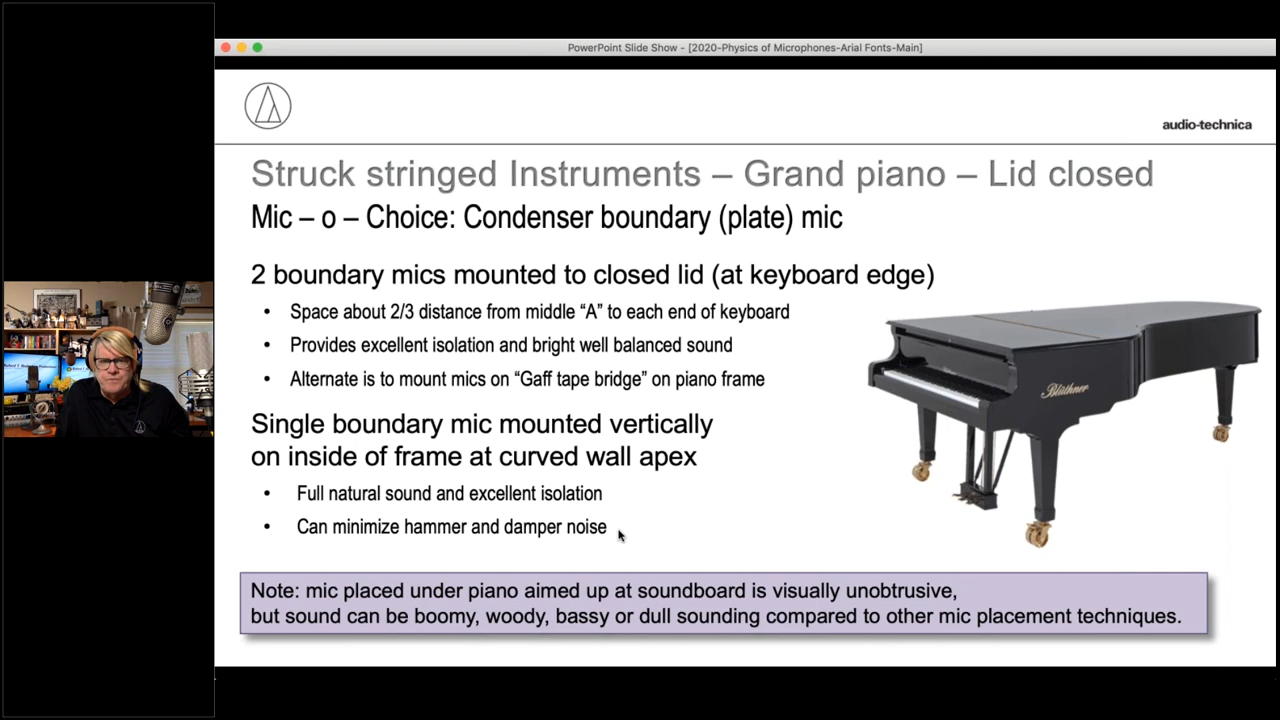 PowerPoint Slide Show - [2020-Physics of Microphones-Arial Fonts-Main]
audio-technica
Struck stringed Instruments – Grand piano – Lid closed
Mic – o – Choice: Condenser boundary (plate) mic
2 boundary mics mounted to closed lid (at keyboard edge)
• Space about 2/3 distance from middle “A” to each end of keyboard
• Provides excellent isolation and bright well balanced sound
• Alternate is to mount mics on “Gaff tape bridge” on piano frame
Single boundary mic mounted vertically
on inside of frame at curved wall apex
• Full natural sound and excellent isolation
• Can minimize hammer and damper noise
Blüthner
Note: mic placed under piano aimed up at soundboard is visually unobtrusive,
but sound can be boomy, woody, bassy or dull sounding compared to other mic placement techniques.